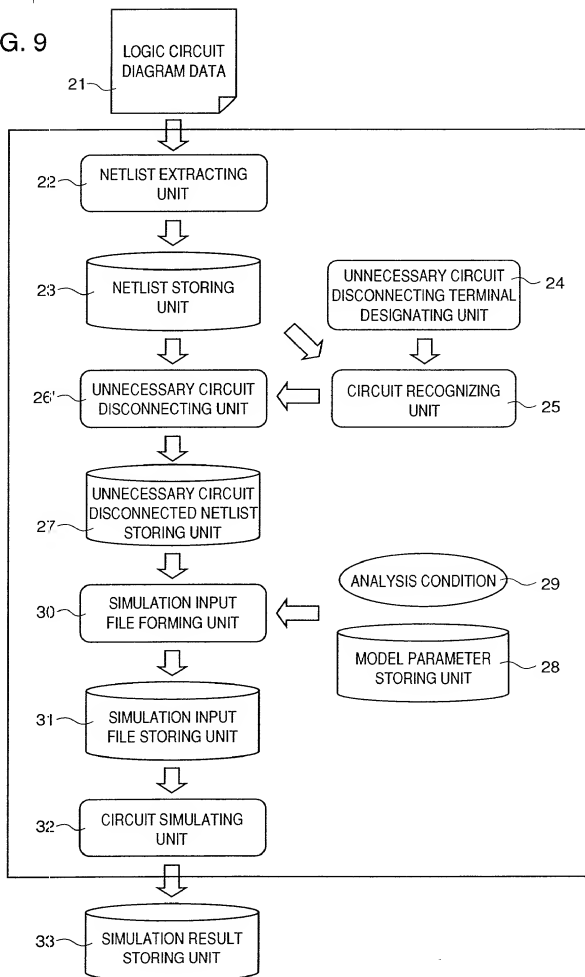 G. 9
LOGIC CIRCUIT
DIAGRAM DATA
21
22
NETLIST EXTRACTING
UNIT
23
NETLIST STORING
UNIT
UNNECESSARY CIRCUIT
DISCONNECTING TERMINAL
DESIGNATING UNIT
24
26'
UNNECESSARY CIRCUIT
DISCONNECTING UNIT
CIRCUIT RECOGNIZING
UNIT
25
UNNECESSARY CIRCUIT
DISCONNECTED NETLIST
STORING UNIT
27
ANALYSIS CONDITION
29
30
SIMULATION INPUT
FILE FORMING UNIT
MODEL PARAMETER
STORING UNIT
28
31
SIMULATION INPUT
FILE STORING UNIT
32
CIRCUIT SIMULATING
UNIT
33
SIMULATION RESULT
STORING UNIT